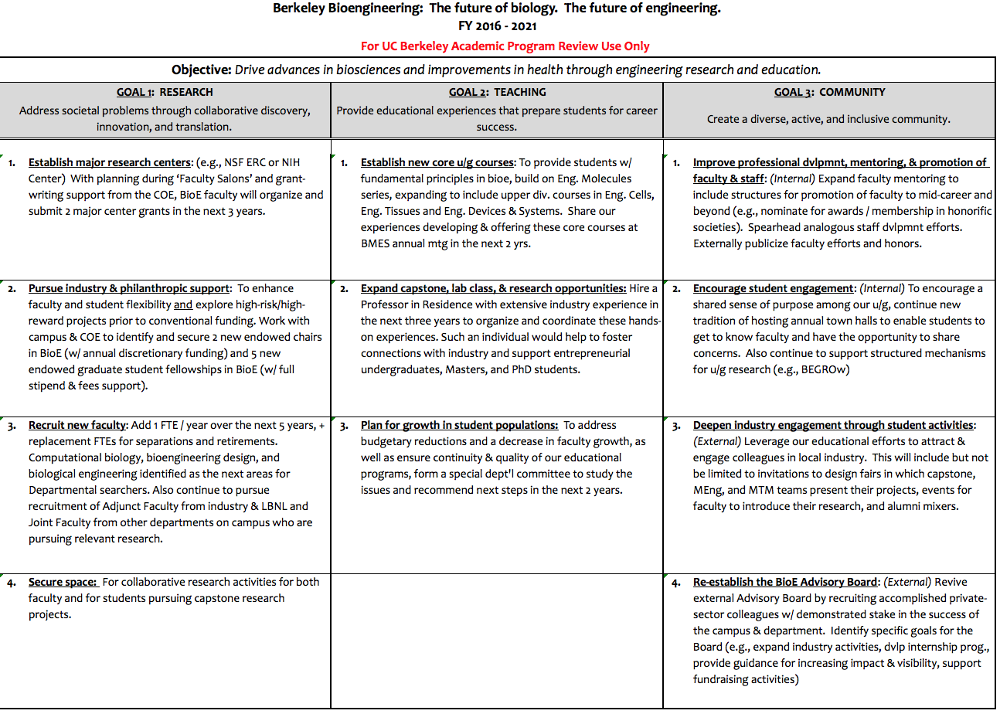 Berkeley Bioengineering: The future of biology. The future of engineering.
FY 2016 - 2021
For UC Berkeley Academic Program Review Use Only
Objective: Drive advances in biosciences and improvements in health through engineering research and education.
GOAL 1: RESEARCH
Address societal problems through collaborative discovery,
innovation, and translation.
1. Establish major research centers: (e.g., NSF ERC or NIH
Center) With planning during ‘Faculty Salons’ and grant-
writing support from the COE, BioE faculty will organize and
submit 2 major center grants in the next 3 years.
2. Pursue industry & philanthropic support: To enhance
faculty and student flexibility and explore high-risk/high-
reward projects prior to conventional funding. Work with
campus & COE to identify and secure 2 new endowed chairs
in BioE (w/ annual discretionary funding) and 5 new
endowed graduate student fellowships in BioE (w/ full
stipend & fees support).
3. Recruit new faculty: Add 1 FTE / year over the next 5 years, +
replacement FTEs for separations and retirements.
Computational biology, bioengineering design, and
biological engineering identified as the next areas for
Departmental searchers. Also continue to pursue
recruitment of Adjunct Faculty from industry & LBNL and
Joint Faculty from other departments on campus who are
pursuing relevant research.
4. Secure space: For collaborative research activities for both
faculty and for students pursuing capstone research
projects.
GOAL 2: TEACHING
Provide educational experiences that prepare students for career
success.
1. Establish new core u/g courses: To provide students w/
fundamental principles in bioe, build on Eng. Molecules
series, expanding to include upper div. courses in Eng. Cells,
Eng. Tissues and Eng. Devices & Systems. Share our
experiences developing & offering these core courses at
BMES annual mtg in the next 2 yrs.
2. Expand capstone, lab class, & research opportunities: Hire a
Professor in Residence with extensive industry experience in
the next three years to organize and coordinate these hands-
on experiences. Such an individual would help to foster
connections with industry and support entrepreneurial
undergraduates, Masters, and PhD students.
3. Plan for growth in student populations: To address
budgetary reductions and a decrease in faculty growth, as
well as ensure continuity & quality of our educational
programs, form a special dept'l committee to study the
issues and recommend next steps in the next 2 years.
GOAL 3: COMMUNITY
Create a diverse, active, and inclusive community.
1. Improve professional dvlpmnt, mentoring, & promotion of
faculty & staff: (Internal) Expand faculty mentoring to
include structures for promotion of faculty to mid-career and
beyond (e.g., nominate for awards / membership in honorific
societies). Spearhead analogous staff dvlpmnt efforts.
Externally publicize faculty efforts and honors.
2. Encourage student engagement: (Internal) To encourage a
shared sense of purpose among our u/g, continue new
tradition of hosting annual town halls to enable students to
get to know faculty and have the opportunity to share
concerns. Also continue to support structured mechanisms
for u/g research (e.g., BEGROw)
3. Deepen industry engagement through student activities:
(External) Leverage our educational efforts to attract &
engage colleagues in local industry. This will include but not
be limited to invitations to design fairs in which capstone,
MEng, and MTM teams present their projects, events for
faculty to introduce their research, and alumni mixers.
4. Re-establish the BioE Advisory Board: (External) Revive
external Advisory Board by recruiting accomplished private-
sector colleagues w/ demonstrated stake in the success of
the campus & department. Identify specific goals for the
Board (e.g., expand industry activities, dvlp internship prog.,
provide guidance for increasing impact & visibility, support
fundraising activities)